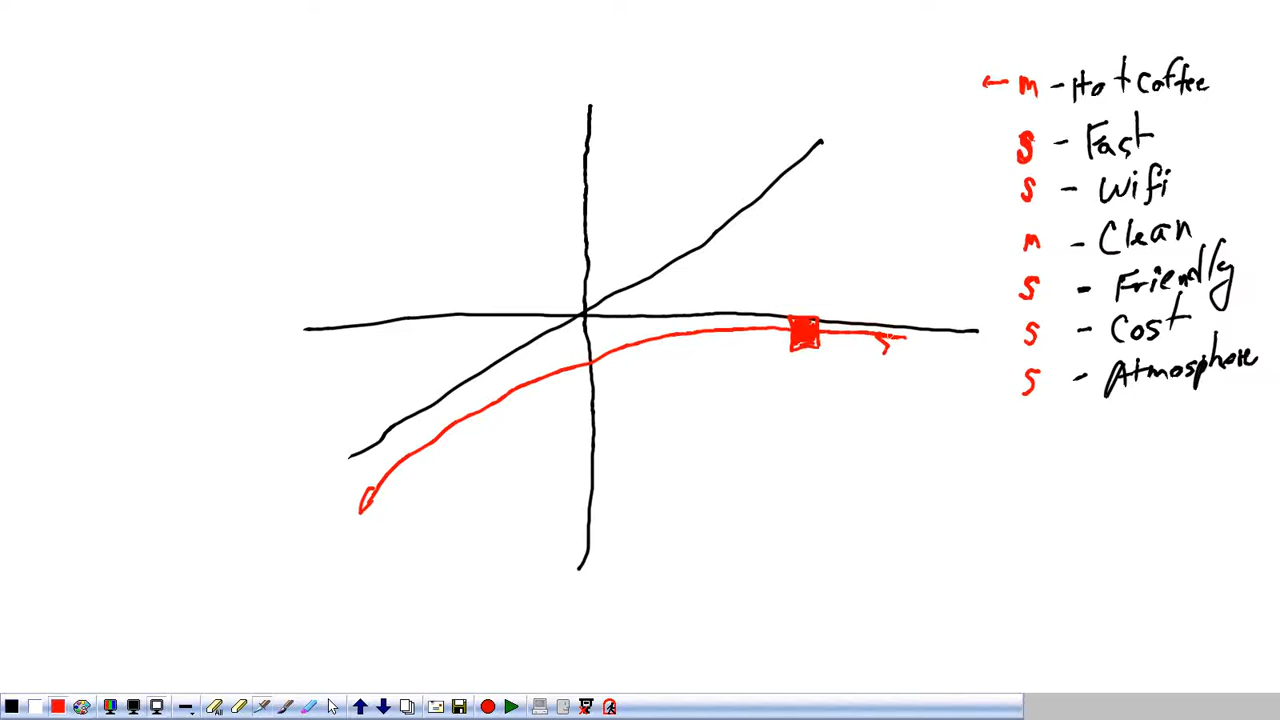 ← m - Hot Coffee
S - Fast
S - Wifi
m - Clean
S - Friendly
S - Cost
S - Atmosphere